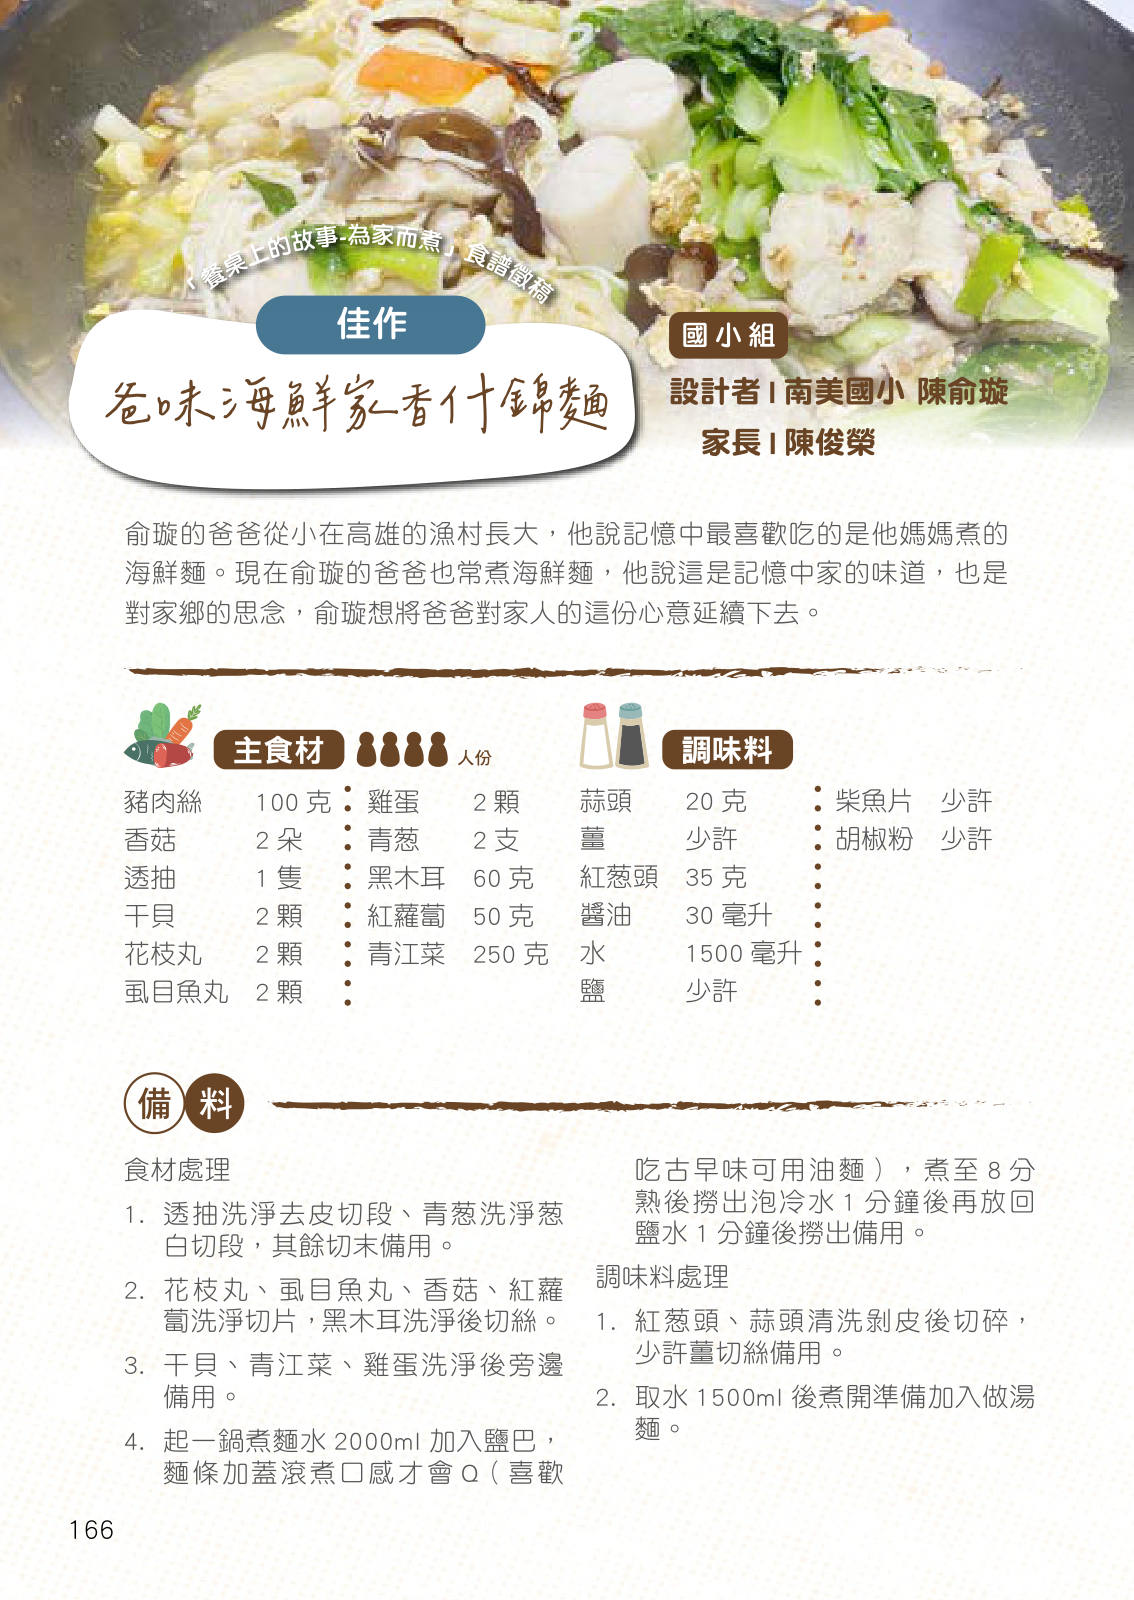 「餐桌上的故事-為家而煮」食譜徵稿
佳作
爸味海鮮家香什錦麵
國小組
設計者 | 南美國小 陳俞璇
家長 | 陳俊榮
俞璇的爸爸從小在高雄的漁村長大，他說記憶中最喜歡吃的是他媽媽煮的
海鮮麵。現在俞璇的爸爸也常煮海鮮麵，他說這是記憶中家的味道，也是
對家鄉的思念，俞璇想將爸爸對家人的這份心意延續下去。
主食材 人份
豬肉絲 100 克
香菇 2 朵
透抽 1 隻
干貝 2 顆
花枝丸 2 顆
虱目魚丸 2 顆
雞蛋 2 顆
青葱 2 支
黑木耳 60 克
紅蘿蔔 50 克
青江菜 250 克
調味料
蒜頭 20 克
薑 少許
紅葱頭 35 克
醬油 30 毫升
水 1500 毫升
鹽 少許
柴魚片 少許
胡椒粉 少許
備料
食材處理
1. 透抽洗淨去皮切段、青葱洗淨葱
白切段，其餘切末備用。
2. 花枝丸、虱目魚丸、香菇、紅蘿
蔔洗淨切片，黑木耳洗淨後切絲。
3. 干貝、青江菜、雞蛋洗淨後旁邊
備用。
4. 起一鍋煮麵水 2000ml 加入鹽巴，
麵條加蓋滾煮口感才會 Q（喜歡
吃古早味可用油麵），煮至 8 分
熟後撈出泡冷水 1 分鐘後再放回
鹽水 1 分鐘後撈出備用。
調味料處理
1. 紅葱頭、蒜頭清洗剝皮後切碎，
少許薑切絲備用。
2. 取水 1500ml 後煮開準備加入做湯
麵。
166